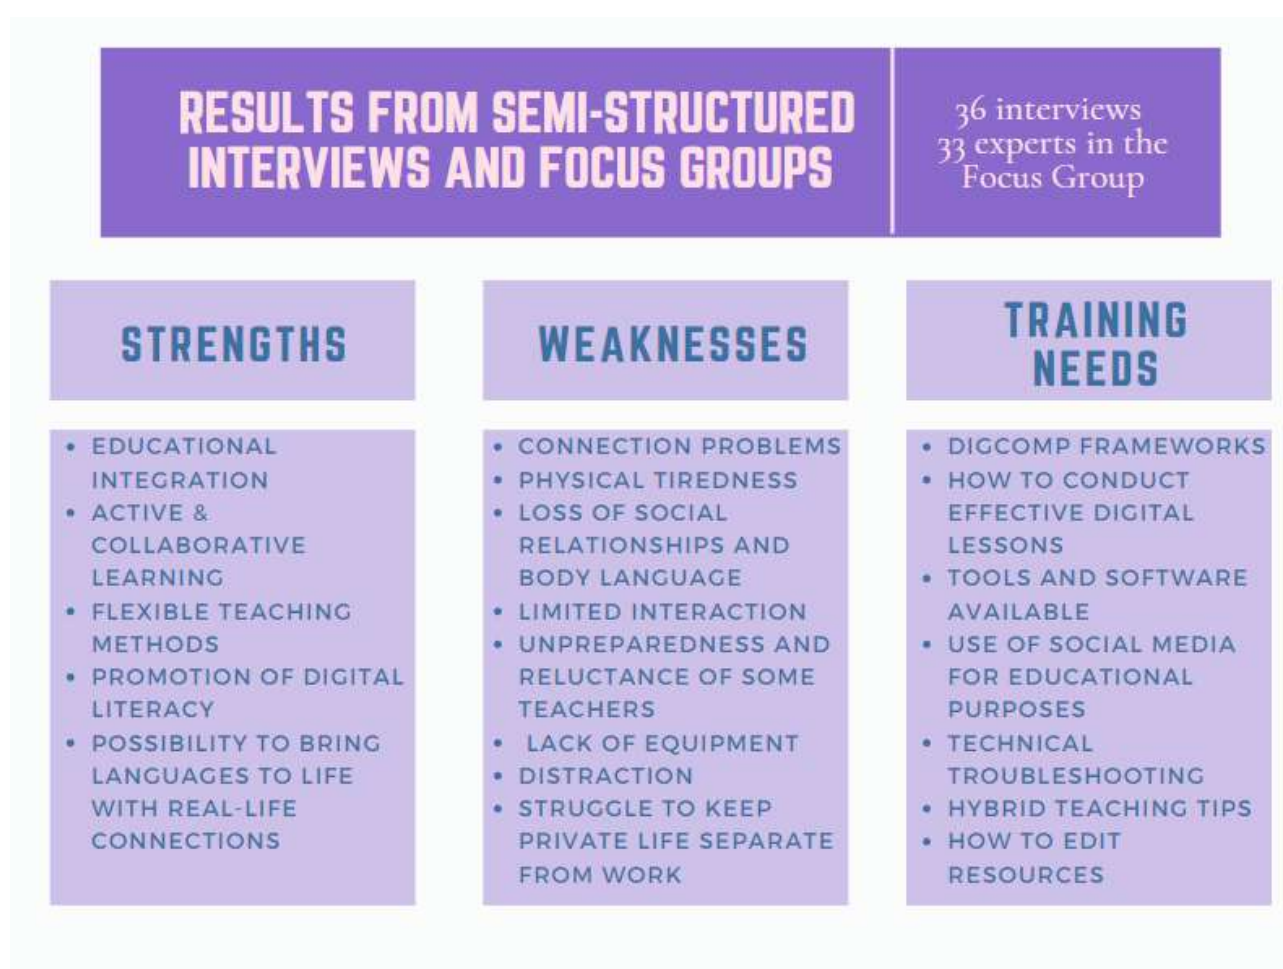 RESULTS FROM SEMI-STRUCTURED
INTERVIEWS AND FOCUS GROUPS
36 interviews
33 experts in the
Focus Group
STRENGTHS
• EDUCATIONAL
INTEGRATION
• ACTIVE &
COLLABORATIVE
LEARNING
• FLEXIBLE TEACHING
METHODS
• PROMOTION OF DIGITAL
LITERACY
• POSSIBILITY TO BRING
LANGUAGES TO LIFE
WITH REAL-LIFE
CONNECTIONS
WEAKNESSES
• CONNECTION PROBLEMS
• PHYSICAL TIREDNESS
• LOSS OF SOCIAL
RELATIONSHIPS AND
BODY LANGUAGE
• LIMITED INTERACTION
• UNPREPAREDNESS AND
RELUCTANCE OF SOME
TEACHERS
• LACK OF EQUIPMENT
• DISTRACTION
• STRUGGLE TO KEEP
PRIVATE LIFE SEPARATE
FROM WORK
TRAINING
NEEDS
• DIGCOMP FRAMEWORKS
• HOW TO CONDUCT
EFFECTIVE DIGITAL
LESSONS
• TOOLS AND SOFTWARE
AVAILABLE
• USE OF SOCIAL MEDIA
FOR EDUCATIONAL
PURPOSES
• TECHNICAL
TROUBLESHOOTING
• HYBRID TEACHING TIPS
• HOW TO EDIT
RESOURCES